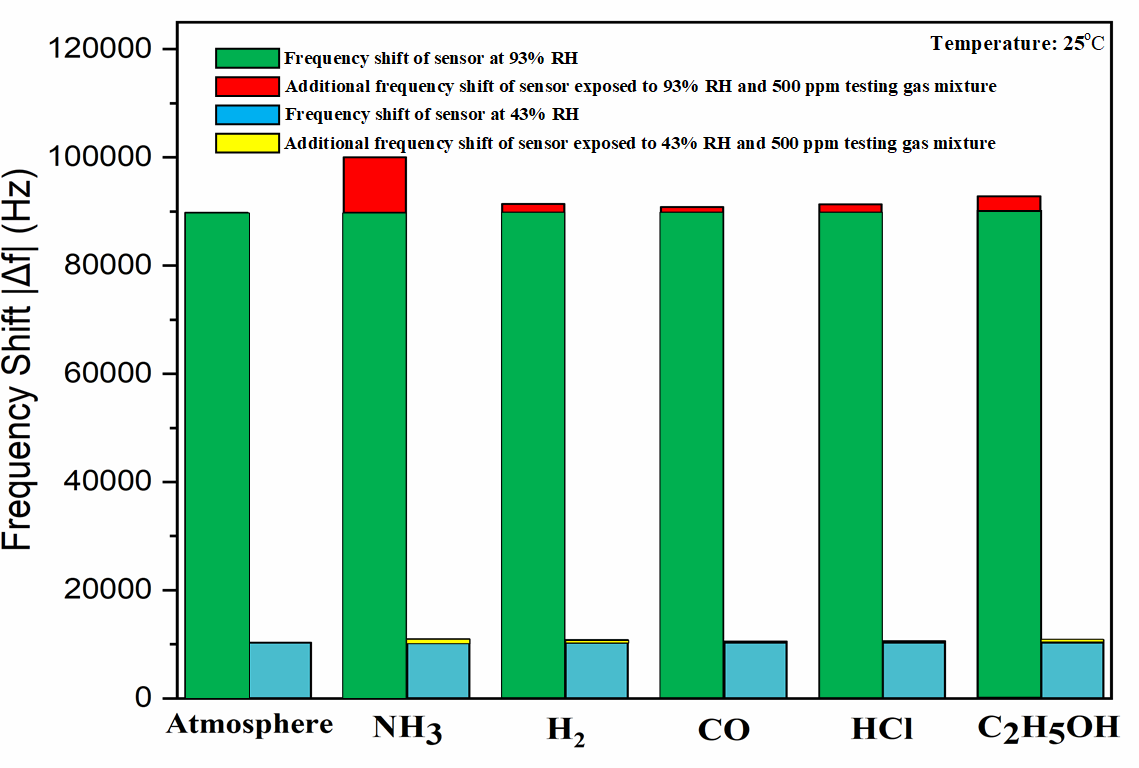 Temperature: 25°C
Frequency shift of sensor at 93% RH
Additional frequency shift of sensor exposed to 93% RH and 500 ppm testing gas mixture
Frequency shift of sensor at 43% RH
Additional frequency shift of sensor exposed to 43% RH and 500 ppm testing gas mixture
Frequency Shift |Δf| (Hz)
120000
100000
80000
60000
40000
20000
0
Atmosphere NH3 H2 CO HCl C2H5OH